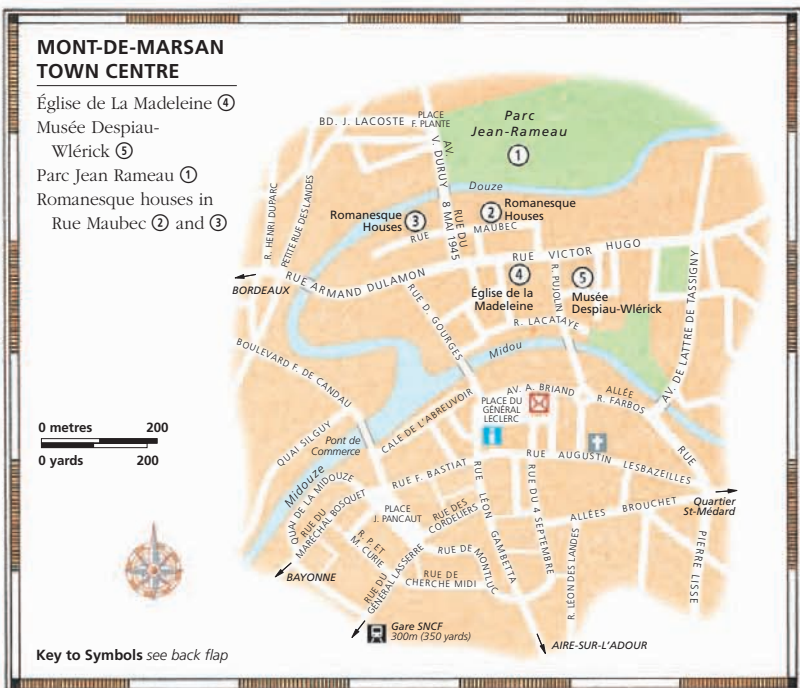 MONT-DE-MARSAN
TOWN CENTRE
Église de La Madeleine ④
Musée Despiau-
Wlérick ⑤
Parc Jean Rameau ①
Romanesque houses in
Rue Maubec ② and ③
BD. J. LACOSTE
PLACE
F. PLANTE
Parc
Jean-Rameau
①
AV.
V. DURUY
Douze
R. HENRI DUPARC
PETITE RUE DES LANDES
Romanesque
Houses
③
②
Romanesque
Houses
RUE DU
8 MAI 1945
RUE MAUBEC
RUE VICTOR HUGO
BORDEAUX
RUE ARMAND DULAMON
④
Église de la
Madeleine
R. PUJOLIN
⑤
Musée
Despiau-Wlérick
AV. DE LATTRE DE TASSIGNY
RUE D. GOURGES
R. LACATAYE
Midou
BOULEVARD F. DE CANDAU
AV. A. BRIAND
ALLÉE
R. FARBOS
PLACE DU
GÉNÉRAL
LECLERC
CALE DE L'ABREUVOIR
0 metres 200
0 yards 200
QUAI SILGUY
Pont de
Commerce
RUE AUGUSTIN LESBAZEILLES
RUE
Midouze
QUAI DE LA MIDOUZE
RUE F. BASTIAT
RUE DU
MARÉCHAL BOSQUET
PLACE
J. PANCAUT
RUE DES
CORDELIERS
RUE LÉON GAMBETTA
RUE DU 4 SEPTEMBRE
ALLÉES BROUCHET
Quartier
St-Médard
PIERRE LISSE
R. P. ET
M. CURIE
RUE DE MONTLUC
R. LÉON DES LANDES
BAYONNE
RUE DU
GÉNÉRAL LASSERRE
RUE DE
CHERCHE MIDI
Gare SNCF
300m (350 yards)
AIRE-SUR-L'ADOUR
Key to Symbols see back flap